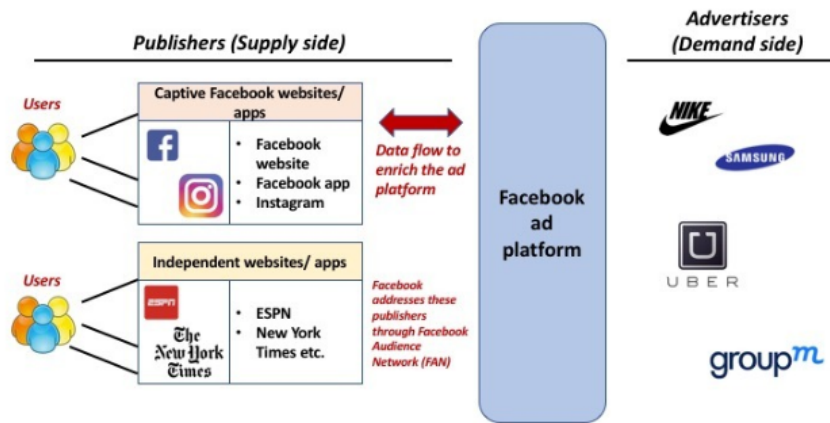 Publishers (Supply side)
Advertisers
(Demand side)
Users
Captive Facebook websites/
apps
f
• Facebook
website
• Facebook app
• Instagram
Data flow to
enrich the ad
platform
Users
Independent websites/ apps
ESPN
The
New York
Times
• ESPN
• New York
Times etc.
Facebook
addresses these
publishers
through Facebook
Audience
Network (FAN)
Facebook
ad
platform
NIKE
SAMSUNG
U
UBER
groupm